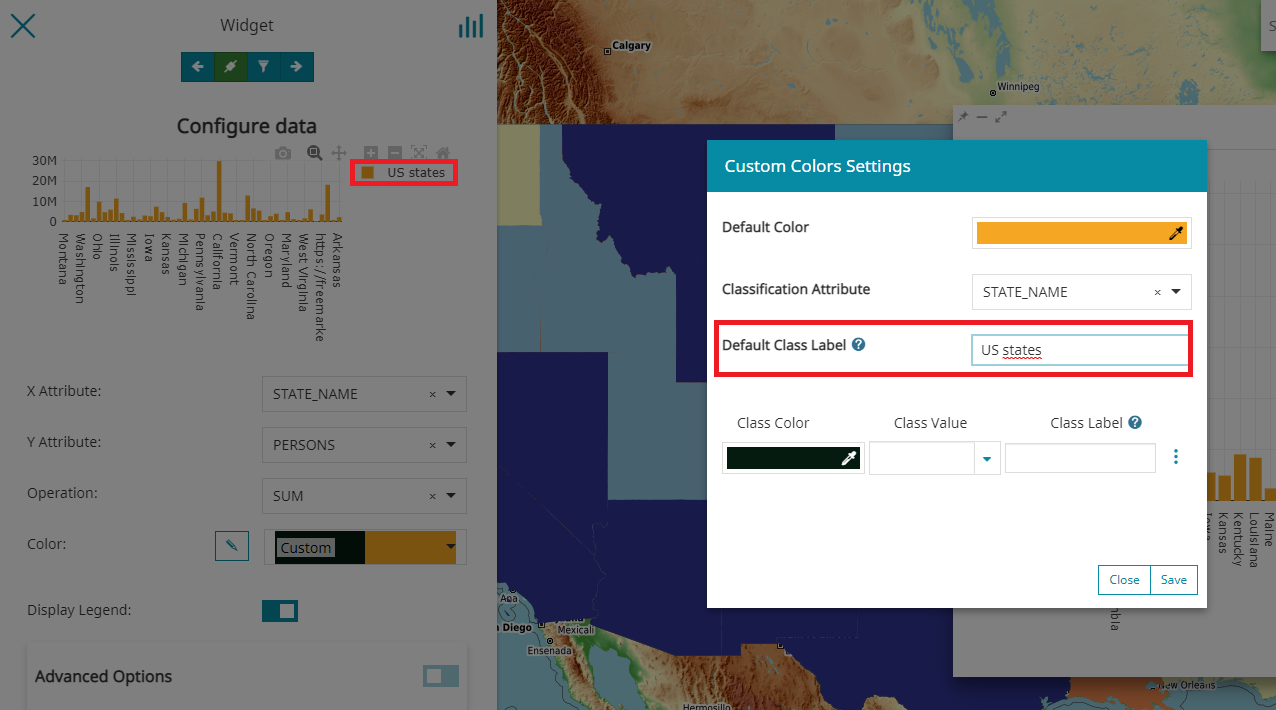 Widget
Configure data
30M
20M
10M
0
US states
Montana
Washington
Ohio
Illinois
Mississippi
Iowa
Kansas
Michigan
Pennsylvania
California
Vermont
North Carolina
Oregon
Maryland
West Virginia
https://freemarke
Arkansas
X Attribute:
STATE_NAME
Y Attribute:
PERSONS
Operation:
SUM
Color:
Custom
Display Legend:
Advanced Options
Calgary
Winnipeg
Custom Colors Settings
Default Color
Classification Attribute
STATE_NAME
Default Class Label
US states
Class Color
Class Value
Class Label
Close
Save
Kansas
Kentucky
Louisiana
Maine
Diego
Mexicali
Ensenada
Hermosillo
New Orleans